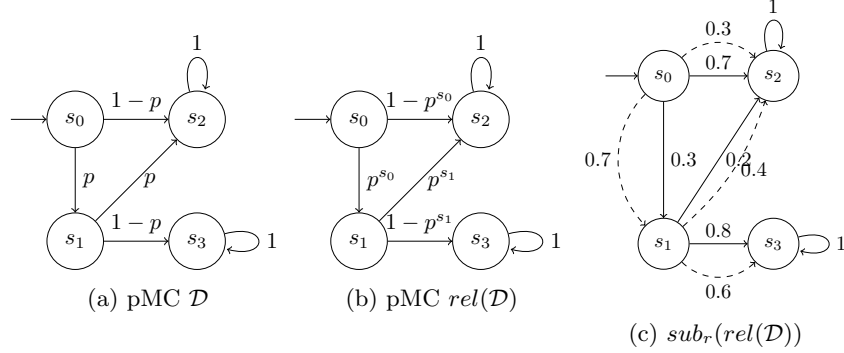 s₀
1 − p
s₂
1
p
p
s₁
1 − p
s₃
1
(a) pMC 𝒟
s₀
1 − p^{s₀}
s₂
1
p^{s₀}
p^{s₁}
s₁
1 − p^{s₁}
s₃
1
(b) pMC rel(𝒟)
1
0.3
s₀
0.7
s₂
0.7
0.3
0.2
0.4
s₁
0.8
s₃
1
0.6
(c) sub_r(rel(𝒟))